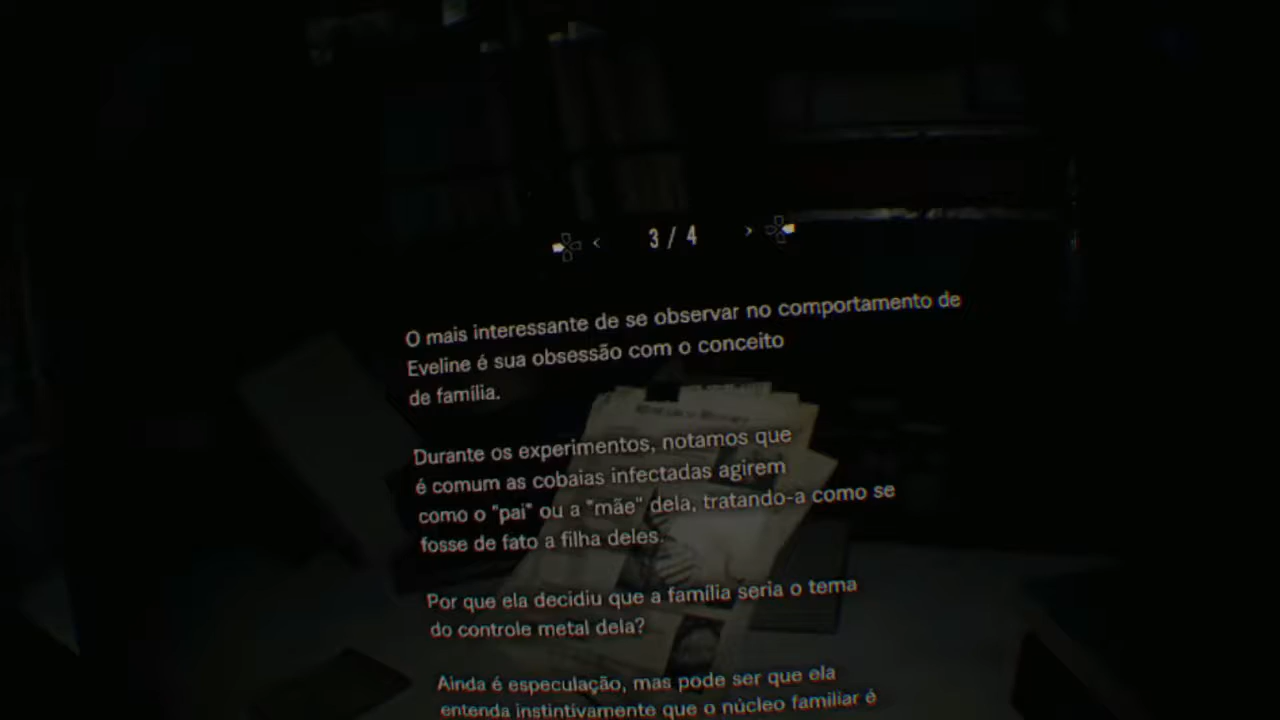 3 / 4
O mais interessante de se observar no comportamento de
Eveline é sua obsessão com o conceito
de família.
Durante os experimentos, notamos que
é comum as cobaias infectadas agirem
como o "pai" ou a "mãe" dela, tratando-a como se
fosse de fato a filha deles.
Por que ela decidiu que a família seria o tema
do controle metal dela?
Ainda é especulação, mas pode ser que ela
entenda instintivamente que o núcleo familiar é